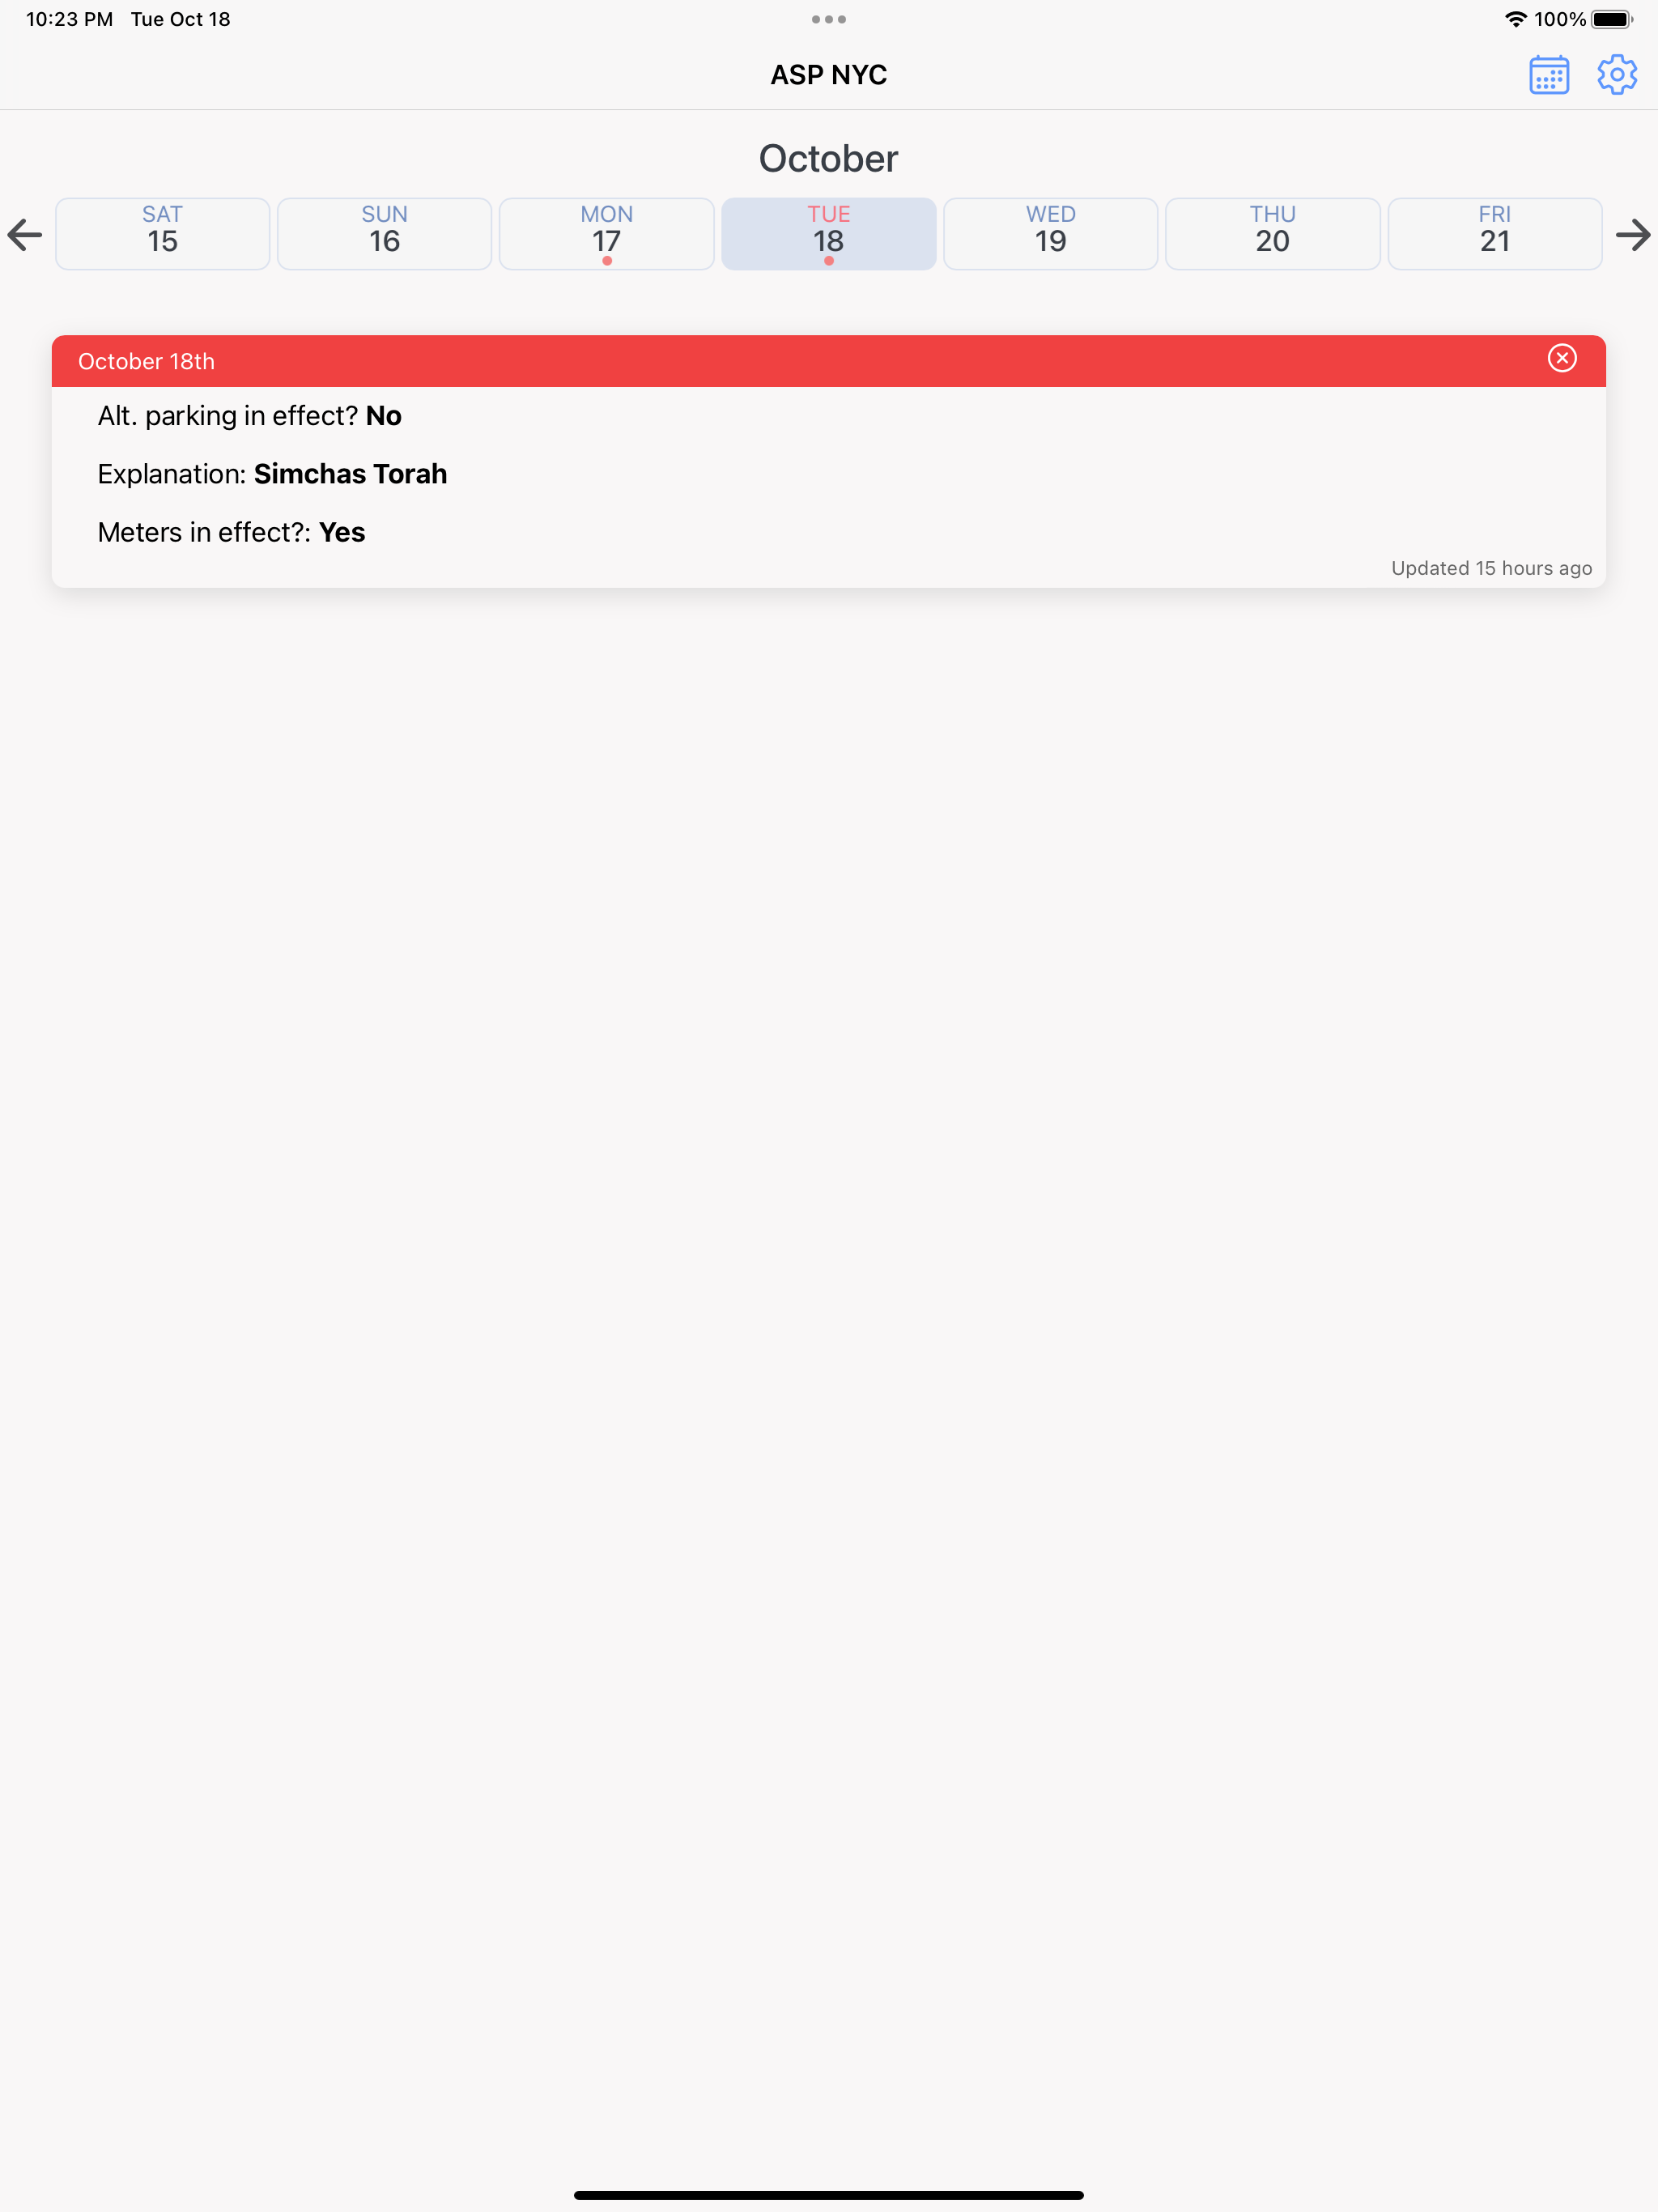 10:23 PM Tue Oct 18
100%
ASP NYC
October
SAT SUN MON TUE WED THU FRI
15 16 17 18 19 20 21
October 18th
Alt. parking in effect? No
Explanation: Simchas Torah
Meters in effect?: Yes
Updated 15 hours ago